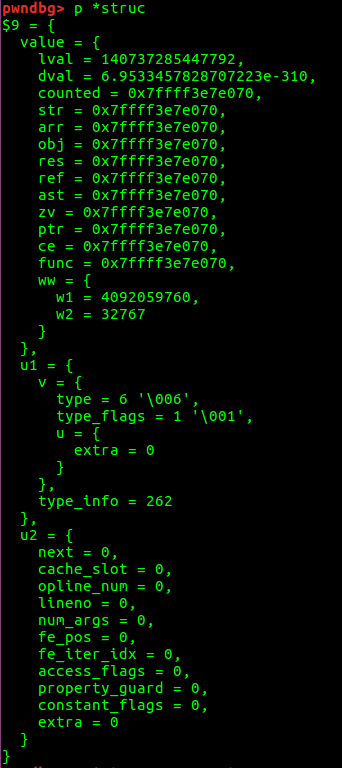 pwndbg> p *struc
$9 = {
  value = {
    lval = 140737285447792,
    dval = 6.9533457828707223e-310,
    counted = 0x7ffff3e7e070,
    str = 0x7ffff3e7e070,
    arr = 0x7ffff3e7e070,
    obj = 0x7ffff3e7e070,
    res = 0x7ffff3e7e070,
    ref = 0x7ffff3e7e070,
    ast = 0x7ffff3e7e070,
    zv = 0x7ffff3e7e070,
    ptr = 0x7ffff3e7e070,
    ce = 0x7ffff3e7e070,
    func = 0x7ffff3e7e070,
    ww = {
      w1 = 4092059760,
      w2 = 32767
    }
  },
  u1 = {
    v = {
      type = 6 '\006',
      type_flags = 1 '\001',
      u = {
        extra = 0
      }
    },
    type_info = 262
  },
  u2 = {
    next = 0,
    cache_slot = 0,
    opline_num = 0,
    lineno = 0,
    num_args = 0,
    fe_pos = 0,
    fe_iter_idx = 0,
    access_flags = 0,
    property_guard = 0,
    constant_flags = 0,
    extra = 0
  }
}